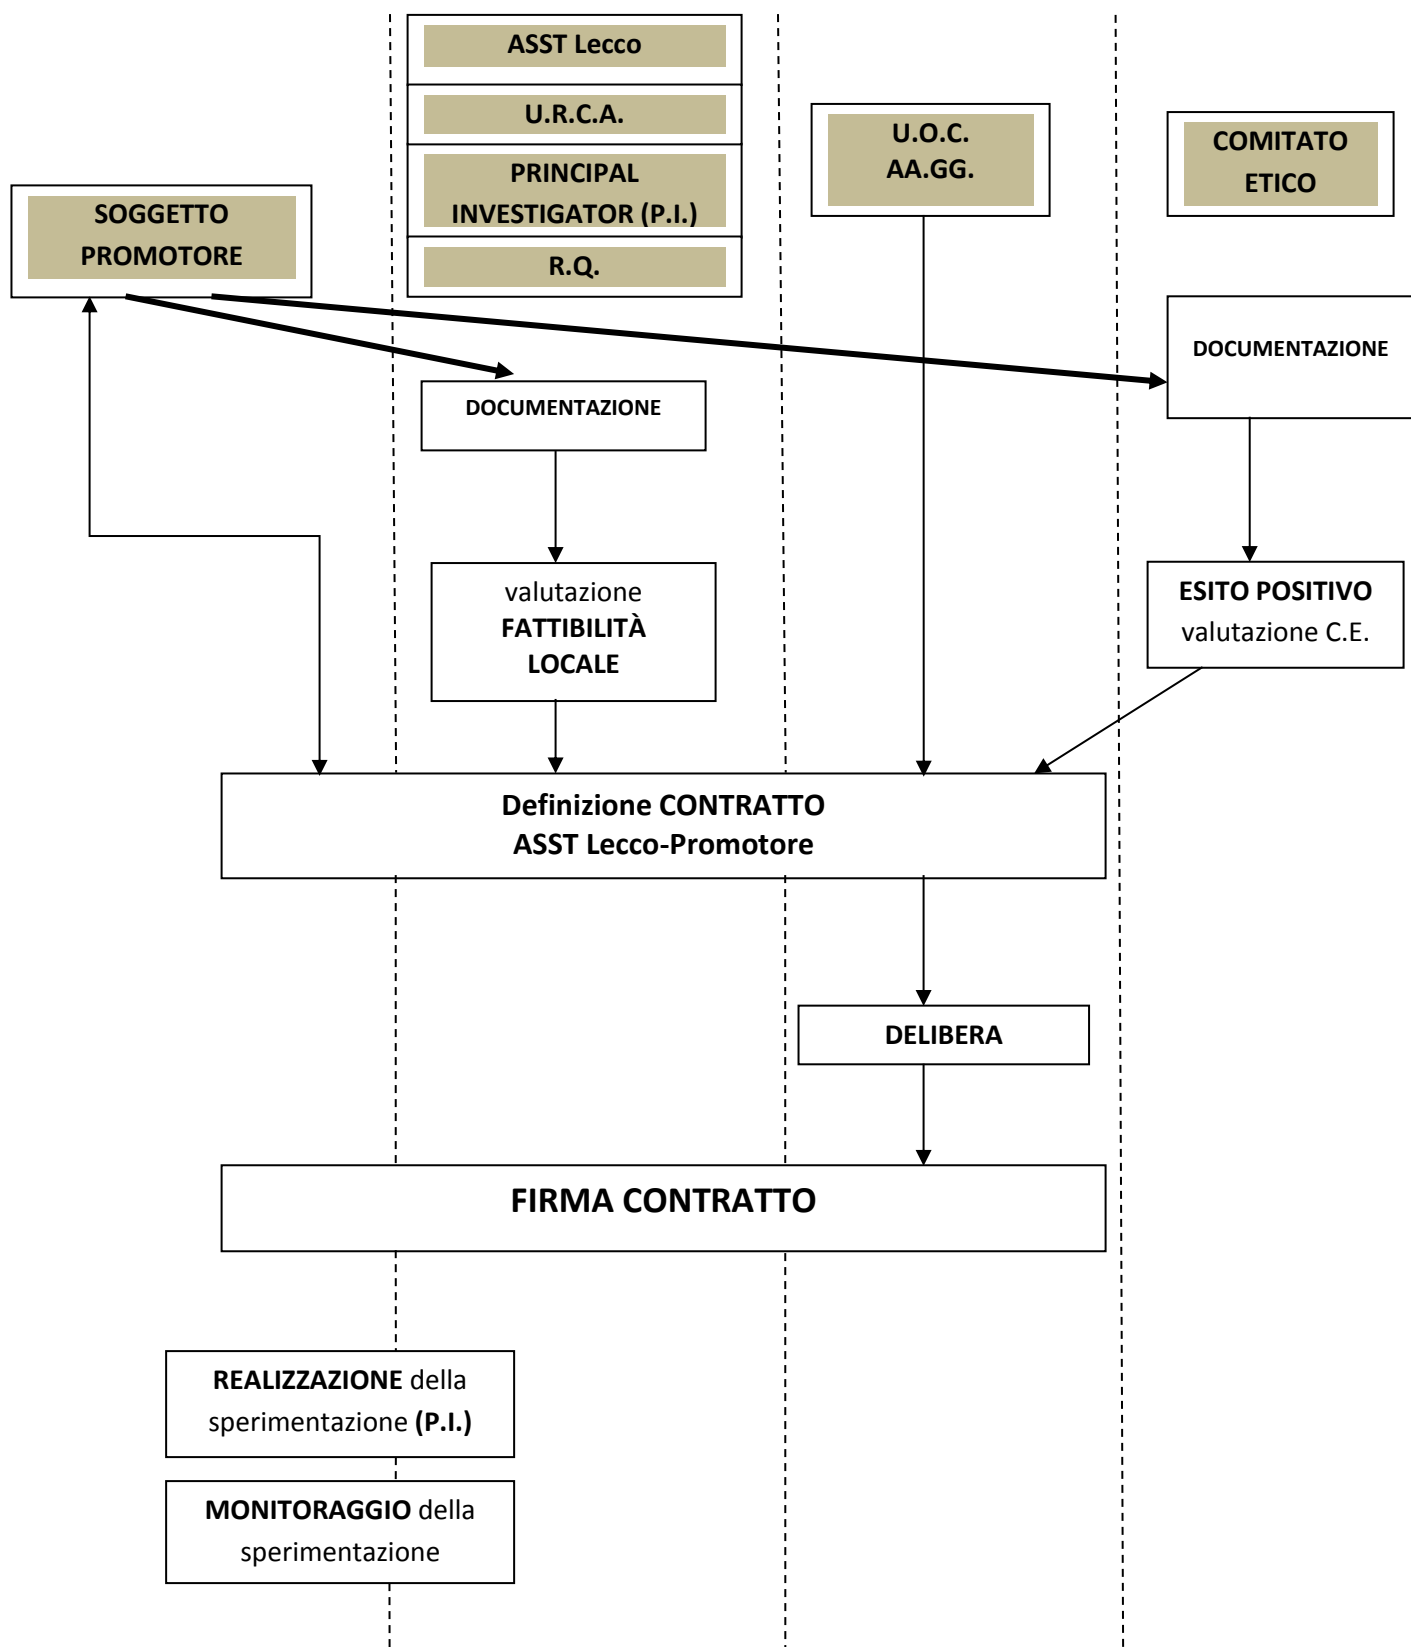 ASST Lecco
U.R.C.A.
PRINCIPAL
INVESTIGATOR (P.I.)
R.Q.
U.O.C.
AA.GG.
COMITATO
ETICO
SOGGETTO
PROMOTORE
DOCUMENTAZIONE
DOCUMENTAZIONE
valutazione
FATTIBILITÀ
LOCALE
ESITO POSITIVO
valutazione C.E.
Definizione CONTRATTO
ASST Lecco-Promotore
DELIBERA
FIRMA CONTRATTO
REALIZZAZIONE della
sperimentazione (P.I.)
MONITORAGGIO della
sperimentazione